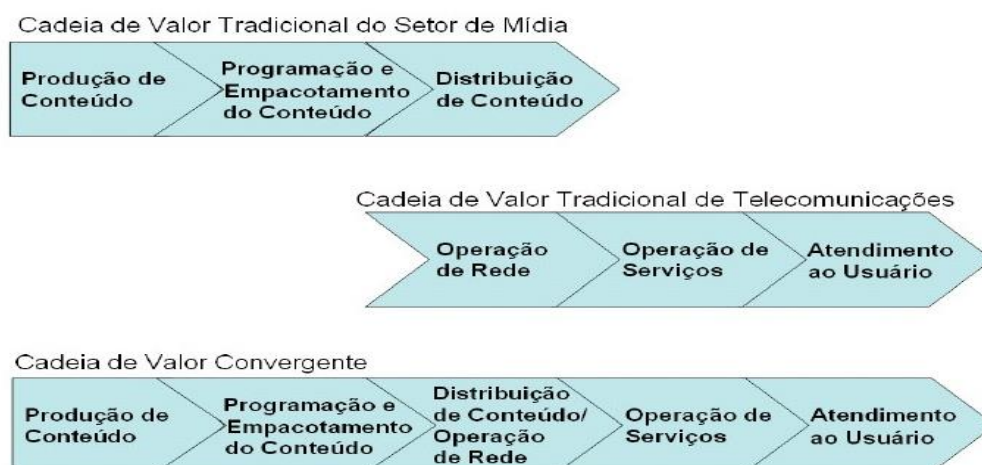 Cadeia de Valor Tradicional do Setor de Mídia
Produção de
Conteúdo
Programação e
Empacotamento
do Conteúdo
Distribuição
de Conteúdo
Cadeia de Valor Tradicional de Telecomunicações
Operação
de Rede
Operação de
Serviços
Atendimento
ao Usuário
Cadeia de Valor Convergente
Produção de
Conteúdo
Programação e
Empacotamento
do Conteúdo
Distribuição
de Conteúdo/
Operação
de Rede
Operação de
Serviços
Atendimento
ao Usuário